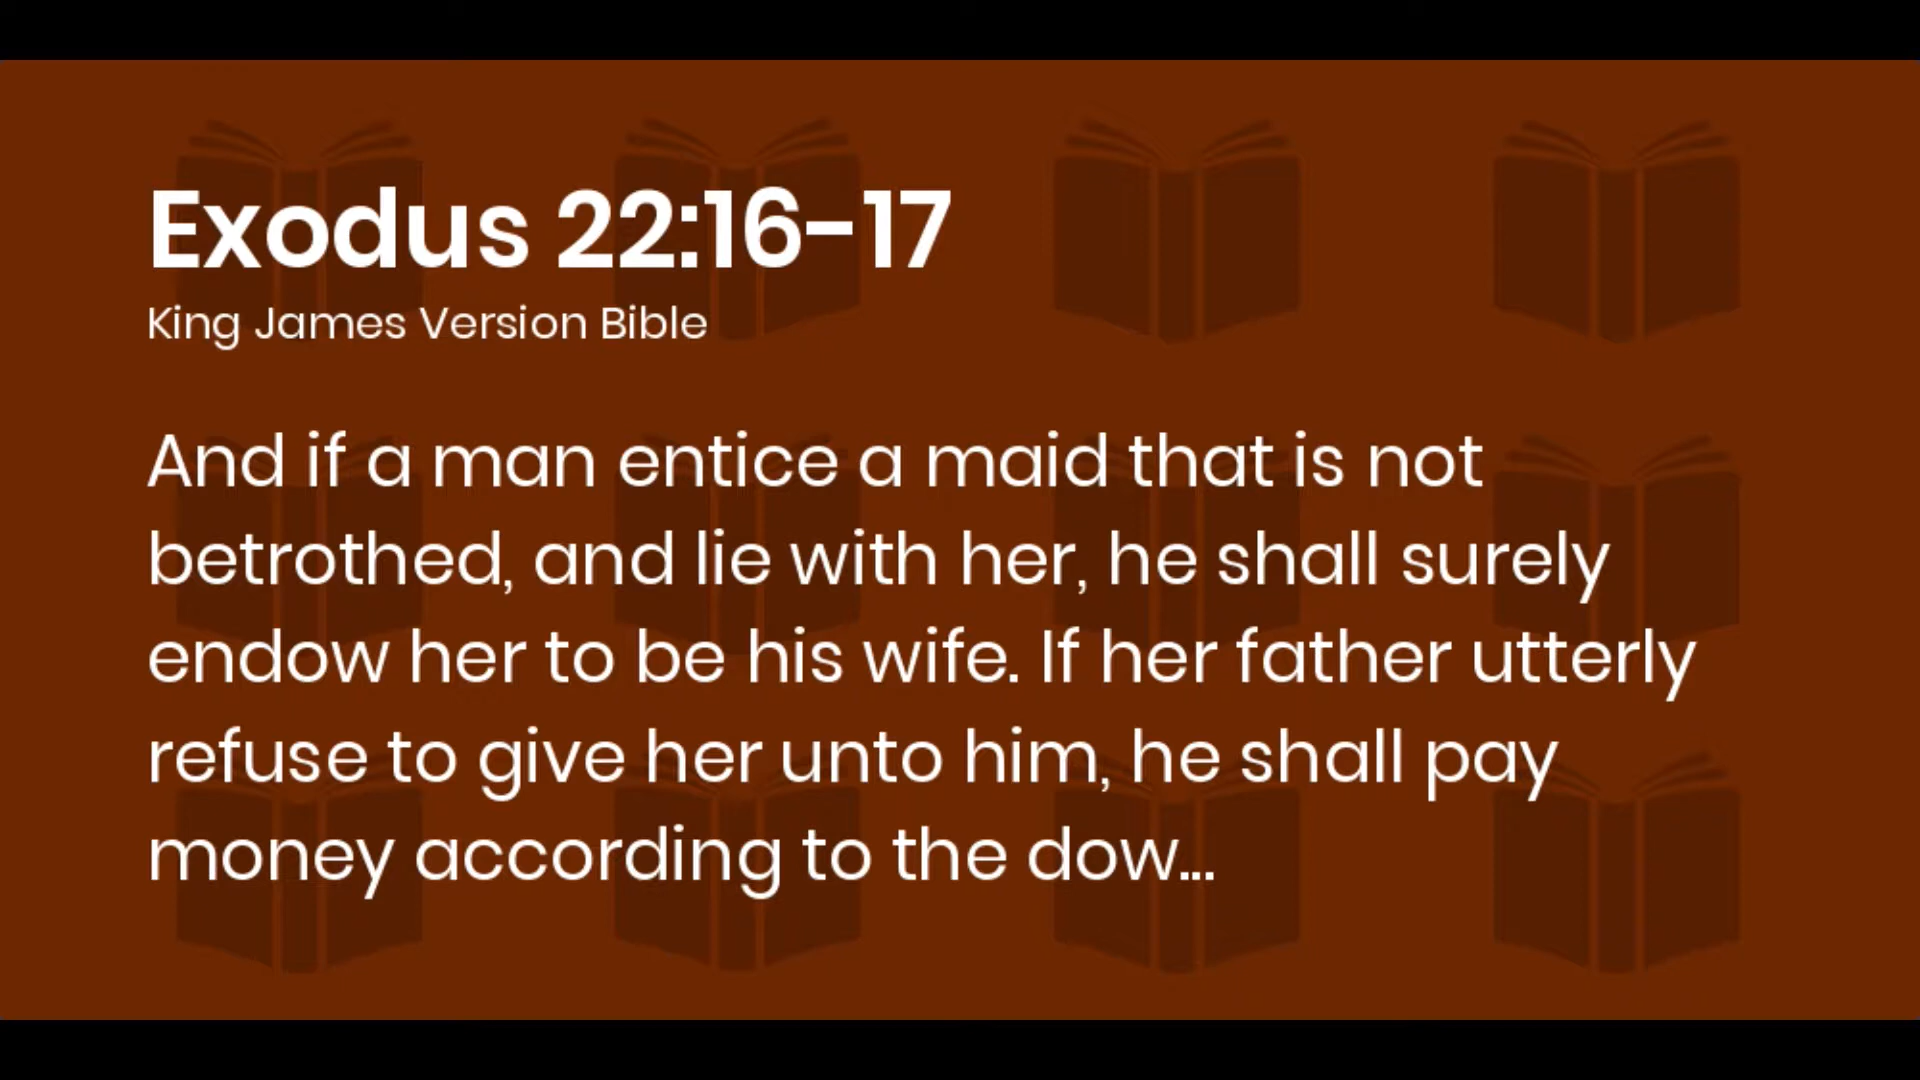 Exodus 22:16-17
King James Version Bible
And if a man entice a maid that is not
betrothed, and lie with her, he shall surely
endow her to be his wife. If her father utterly
refuse to give her unto him, he shall pay
money according to the dow...